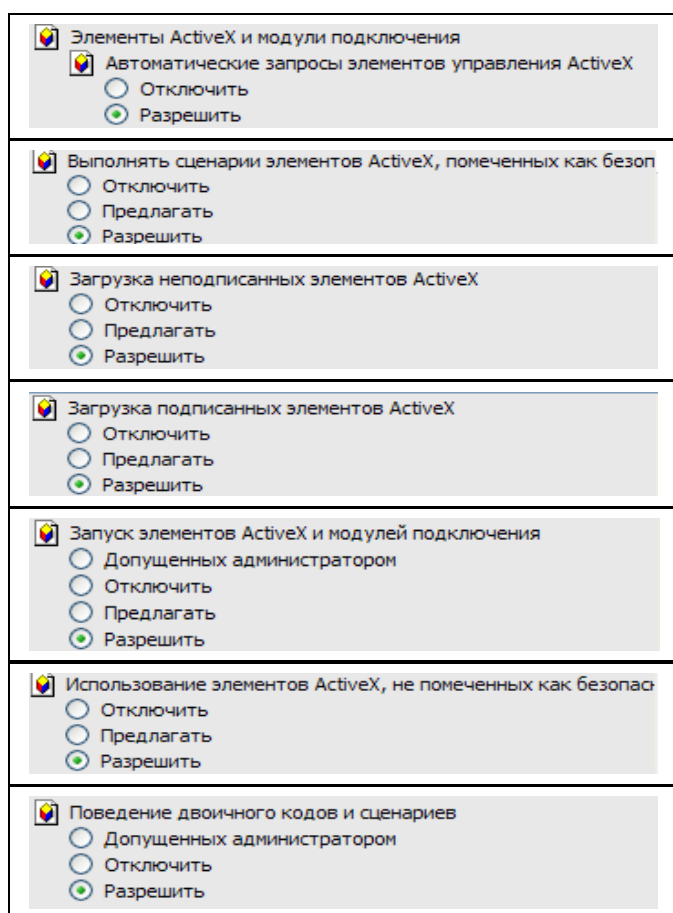 Элементы ActiveX и модули подключения
Автоматические запросы элементов управления ActiveX
Отключить
Разрешить
Выполнять сценарии элементов ActiveX, помеченных как безоп
Отключить
Предлагать
Разрешить
Загрузка неподписанных элементов ActiveX
Отключить
Предлагать
Разрешить
Загрузка подписанных элементов ActiveX
Отключить
Предлагать
Разрешить
Запуск элементов ActiveX и модулей подключения
Допущенных администратором
Отключить
Предлагать
Разрешить
Использование элементов ActiveX, не помеченных как безопасн
Отключить
Предлагать
Разрешить
Поведение двоичного кодов и сценариев
Допущенных администратором
Отключить
Разрешить